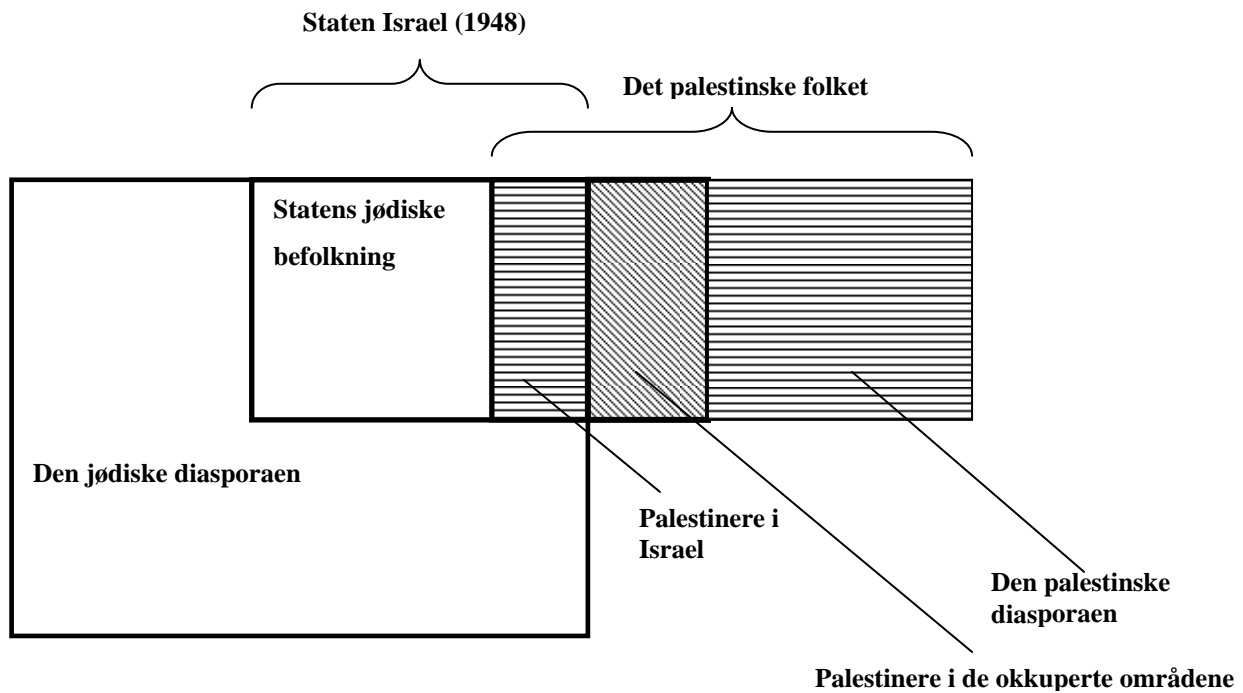 Staten Israel (1948)
Det palestinske folket
Statens jødiske
befolkning
Den jødiske diasporaen
Palestinere i
Israel
Den palestinske
diasporaen
Palestinere i de okkuperte områdene